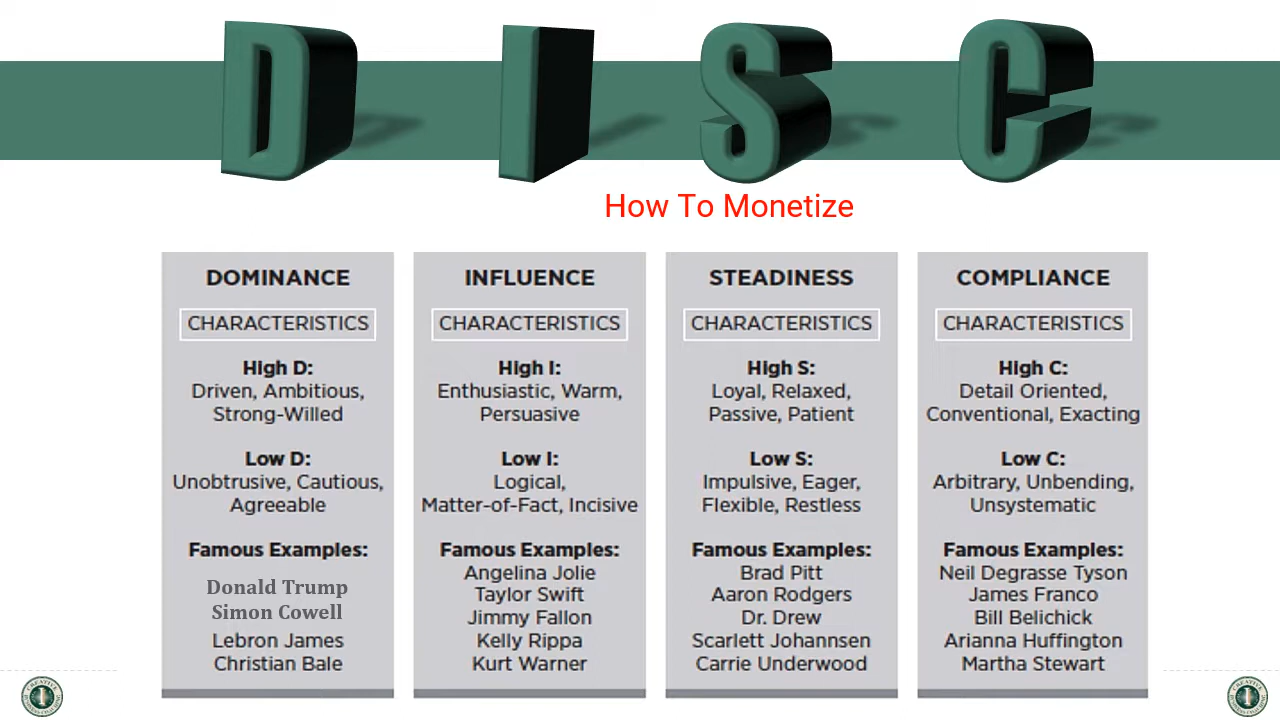 D I S C
How To Monetize
DOMINANCE
CHARACTERISTICS
High D:
Driven, Ambitious,
Strong-Willed
Low D:
Unobtrusive, Cautious,
Agreeable
Famous Examples:
Donald Trump
Simon Cowell
Lebron James
Christian Bale
INFLUENCE
CHARACTERISTICS
High I:
Enthusiastic, Warm,
Persuasive
Low I:
Logical,
Matter-of-Fact, Incisive
Famous Examples:
Angelina Jolie
Taylor Swift
Jimmy Fallon
Kelly Rippa
Kurt Warner
STEADINESS
CHARACTERISTICS
High S:
Loyal, Relaxed,
Passive, Patient
Low S:
Impulsive, Eager,
Flexible, Restless
Famous Examples:
Brad Pitt
Aaron Rodgers
Dr. Drew
Scarlett Johannsen
Carrie Underwood
COMPLIANCE
CHARACTERISTICS
High C:
Detail Oriented,
Conventional, Exacting
Low C:
Arbitrary, Unbending,
Unsystematic
Famous Examples:
Neil Degrasse Tyson
James Franco
Bill Belichick
Arianna Huffington
Martha Stewart